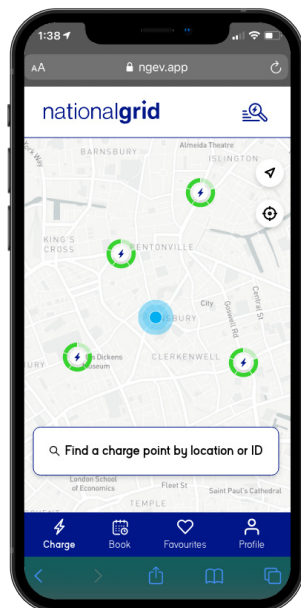 1:38
AA
ngev.app
nationalgrid
Almeida Theatre
BARNSBURY
ISLINGTON
KING'S
CROSS
PENTONVILLE
City
Goswell Rd
Central St
CLERKENWELL
Museum
Find a charge point by location or ID
London School
of Economics
Fleet St
Saint Paul's Cathedral
TEMPLE
Charge
Book
Favourites
Profile